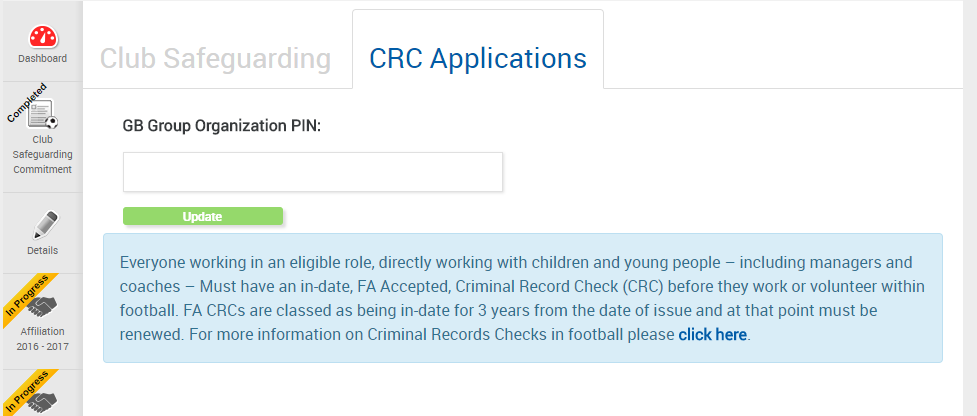 Dashboard
Completed
Club
Safeguarding
Commitment
Details
In Progress
Affiliation
2016 - 2017
In Progress
Club Safeguarding
CRC Applications
GB Group Organization PIN:
Update
Everyone working in an eligible role, directly working with children and young people – including managers and
coaches – Must have an in-date, FA Accepted, Criminal Record Check (CRC) before they work or volunteer within
football. FA CRCs are classed as being in-date for 3 years from the date of issue and at that point must be
renewed. For more information on Criminal Records Checks in football please click here.